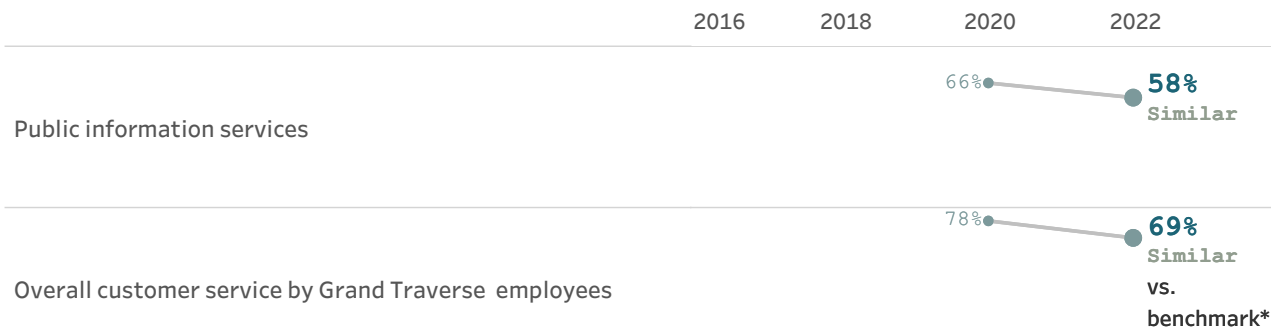 2016 2018 2020 2022
66% 58%
Similar
Public information services
78% 69%
Similar
Overall customer service by Grand Traverse employees
vs.
benchmark*